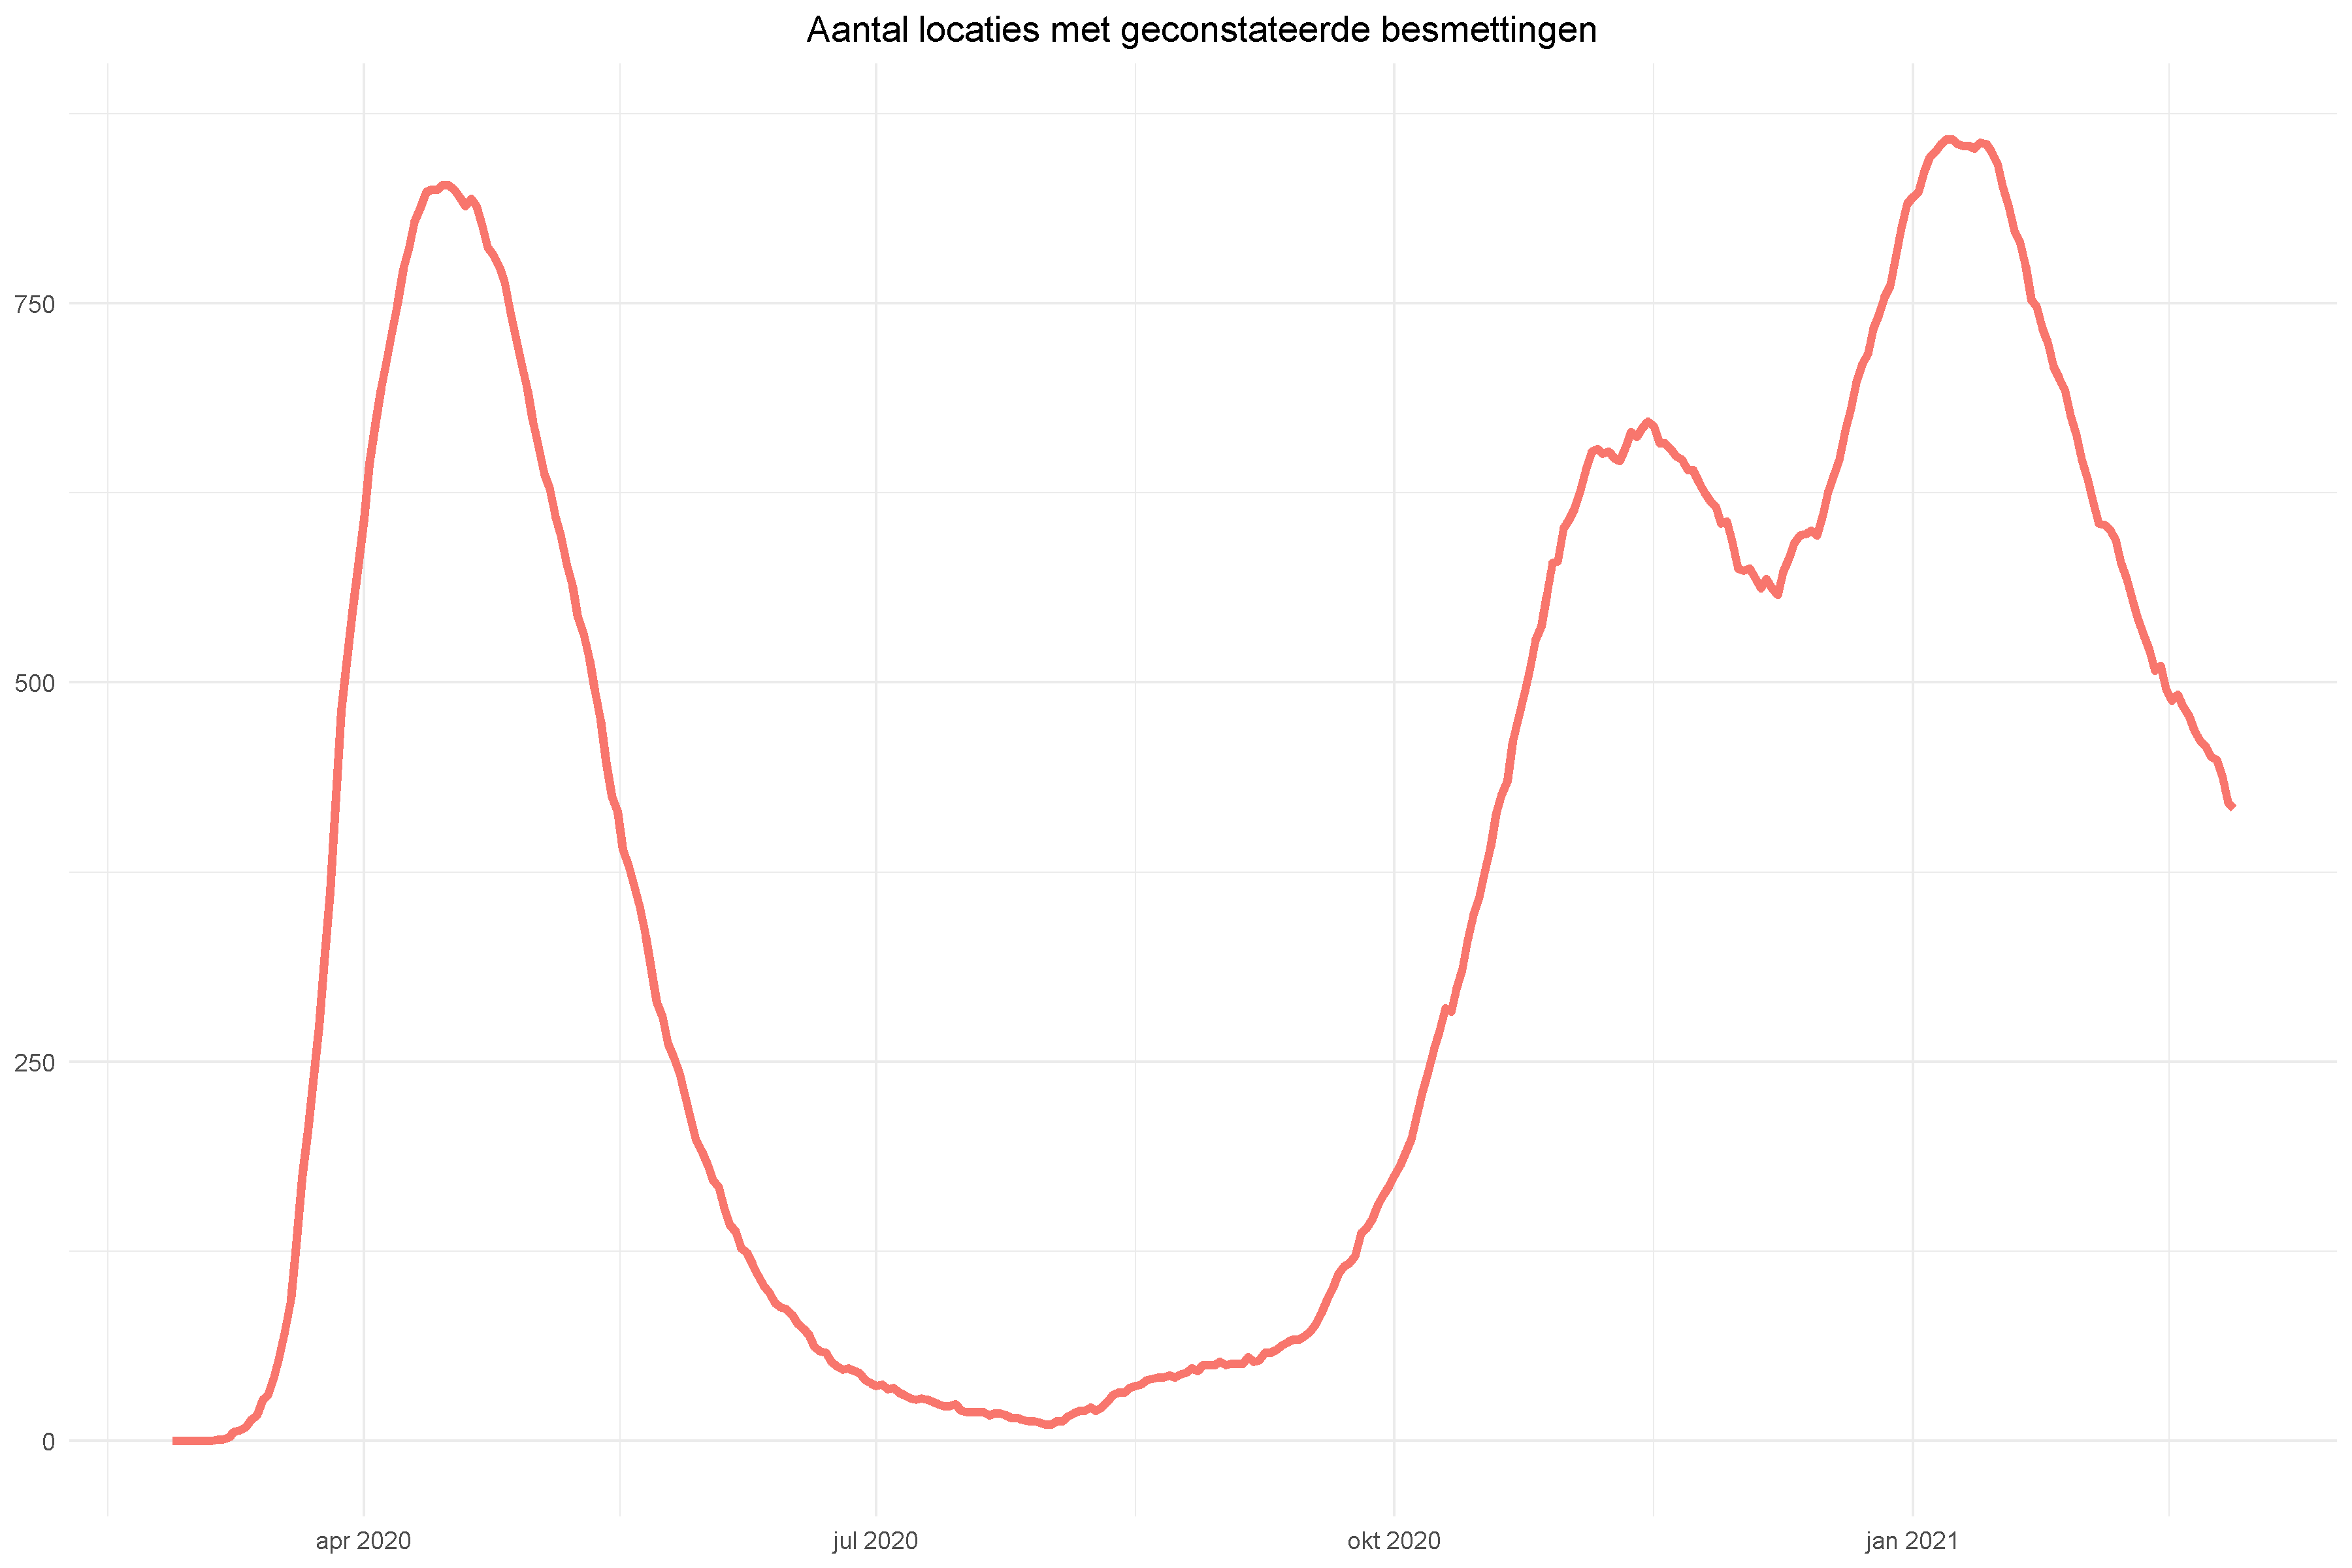 Aantal locaties met geconstateerde besmettingen
750
500
250
0
apr 2020
jul 2020
okt 2020
jan 2021